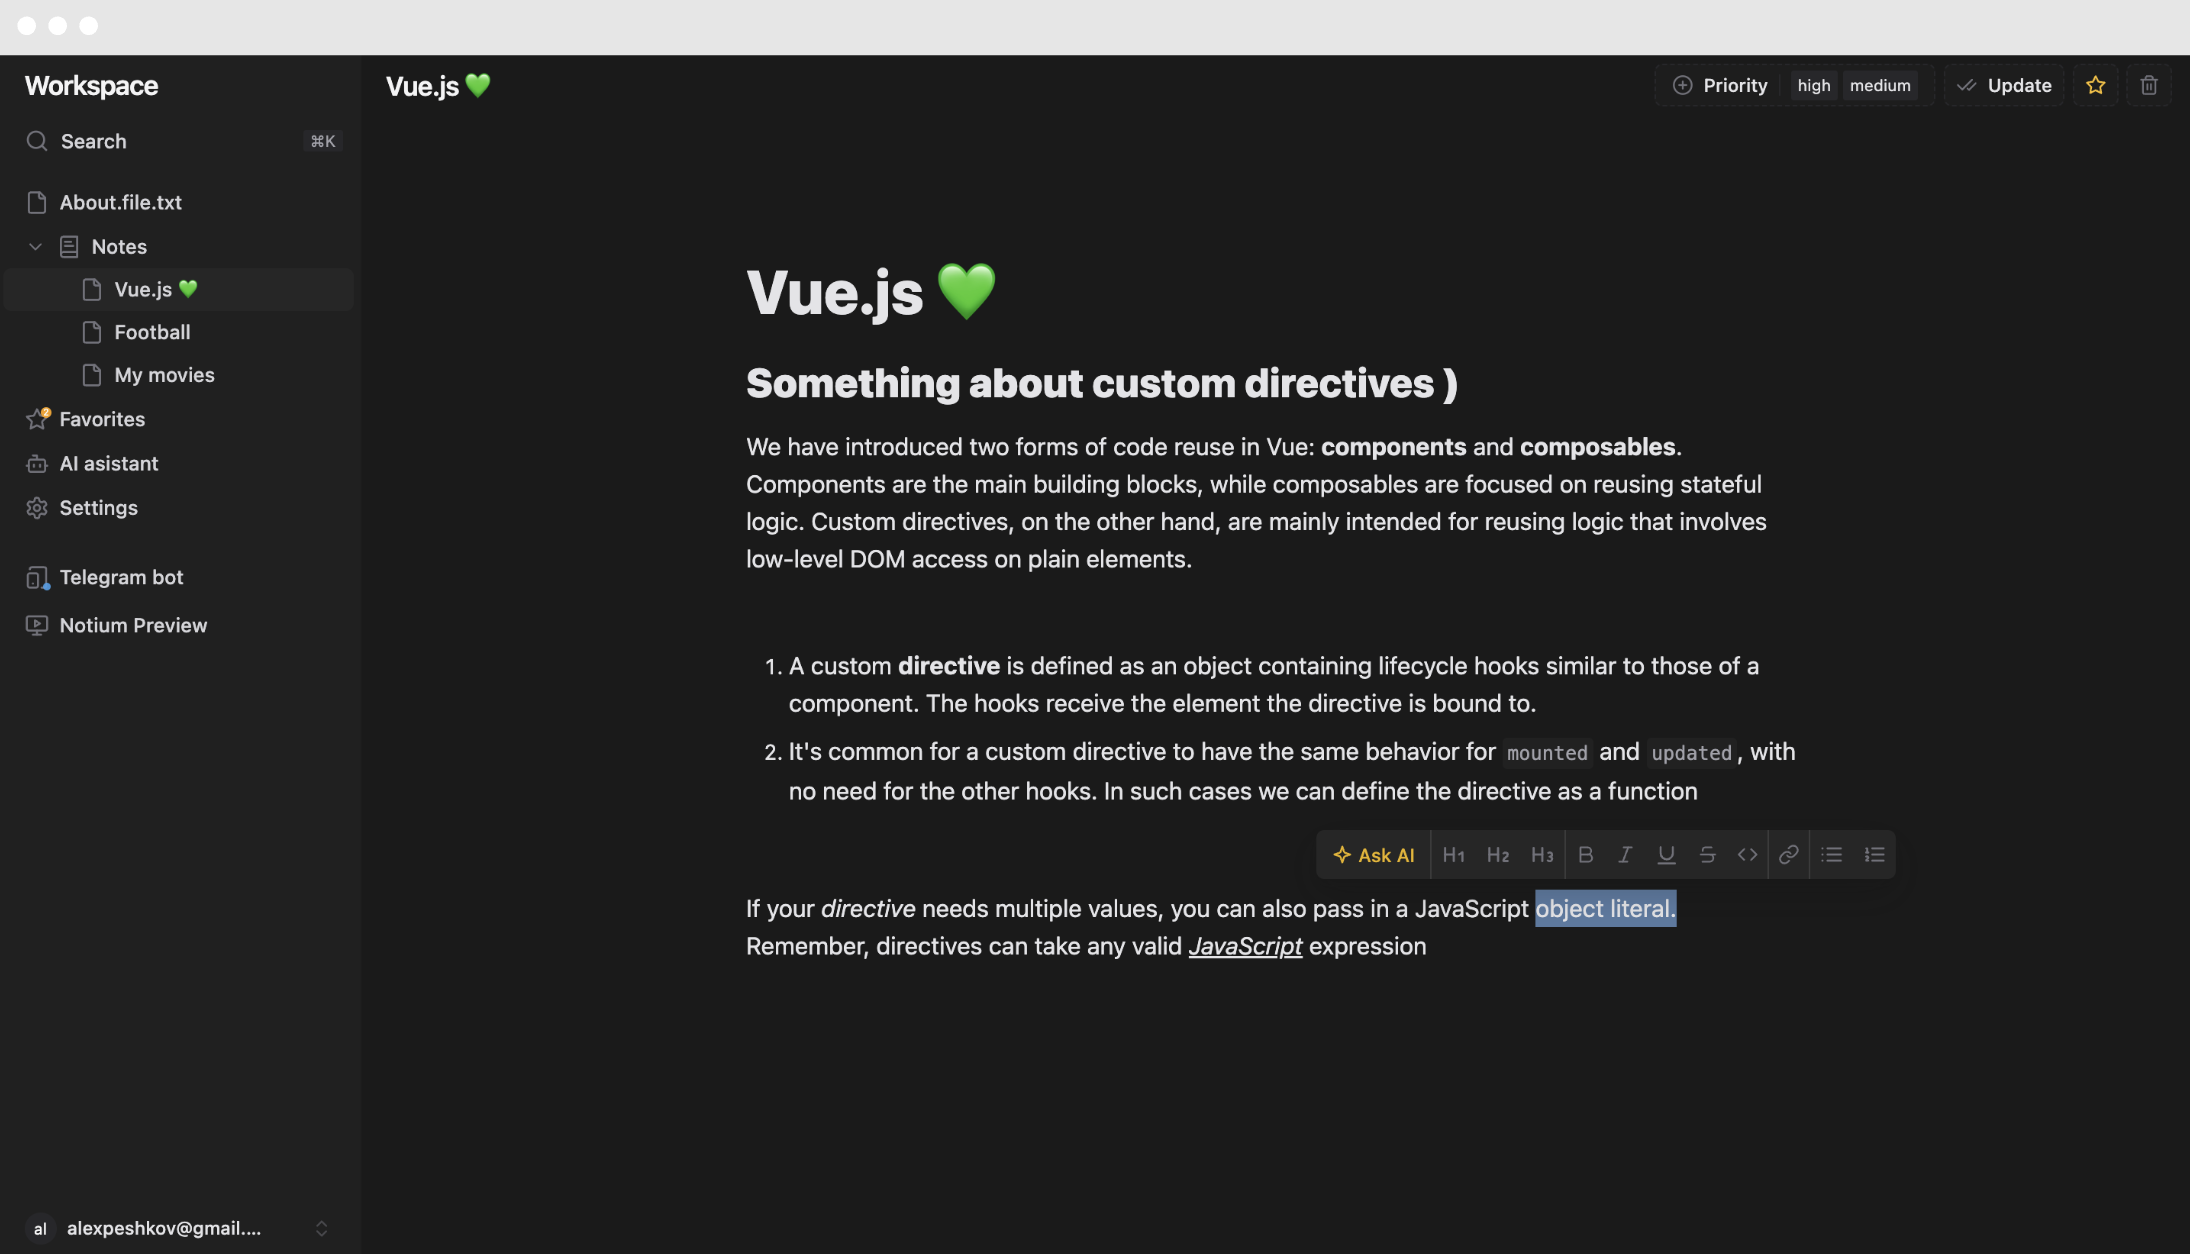 Workspace
Search ⌘K
About.file.txt
Notes
Vue.js 💚
Football
My movies
2
Favorites
AI asistant
Settings
Telegram bot
Notium Preview
al alexpeshkov@gmail....
Vue.js 💚
Priority high medium Update
Vue.js 💚
Something about custom directives )
We have introduced two forms of code reuse in Vue: components and composables.
Components are the main building blocks, while composables are focused on reusing stateful
logic. Custom directives, on the other hand, are mainly intended for reusing logic that involves
low-level DOM access on plain elements.
1. A custom directive is defined as an object containing lifecycle hooks similar to those of a
component. The hooks receive the element the directive is bound to.
2. It's common for a custom directive to have the same behavior for mounted and updated, with
no need for the other hooks. In such cases we can define the directive as a function
Ask AI H1 H2 H3 B I U S <>
If your directive needs multiple values, you can also pass in a JavaScript object literal.
Remember, directives can take any valid JavaScript expression